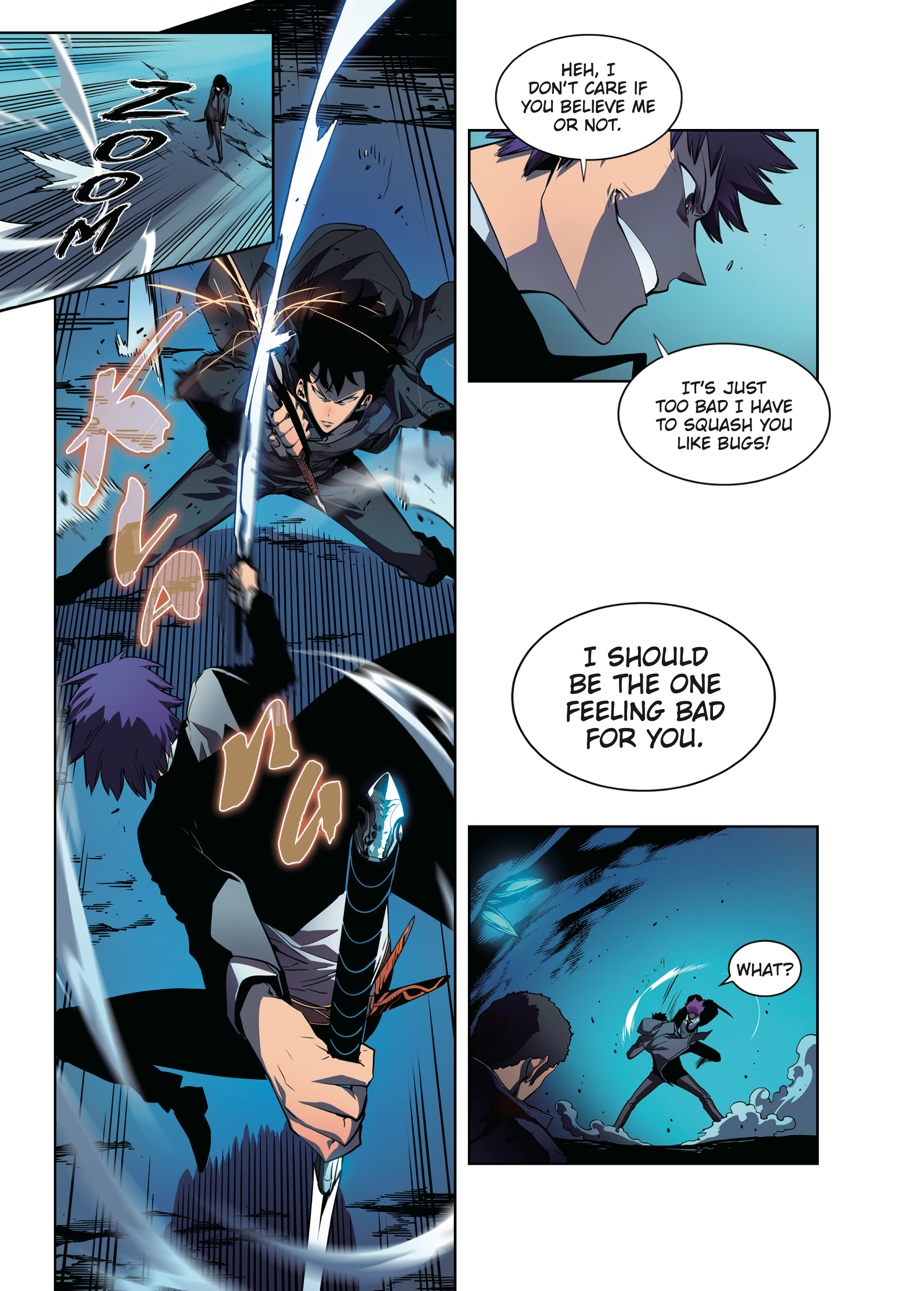 ZOOM
KLANG
HEH, I
DON'T CARE IF
YOU BELIEVE ME
OR NOT.
IT'S JUST
TOO BAD I HAVE
TO SQUASH YOU
LIKE BUGS!
I SHOULD
BE THE ONE
FEELING BAD
FOR YOU.
WHAT?